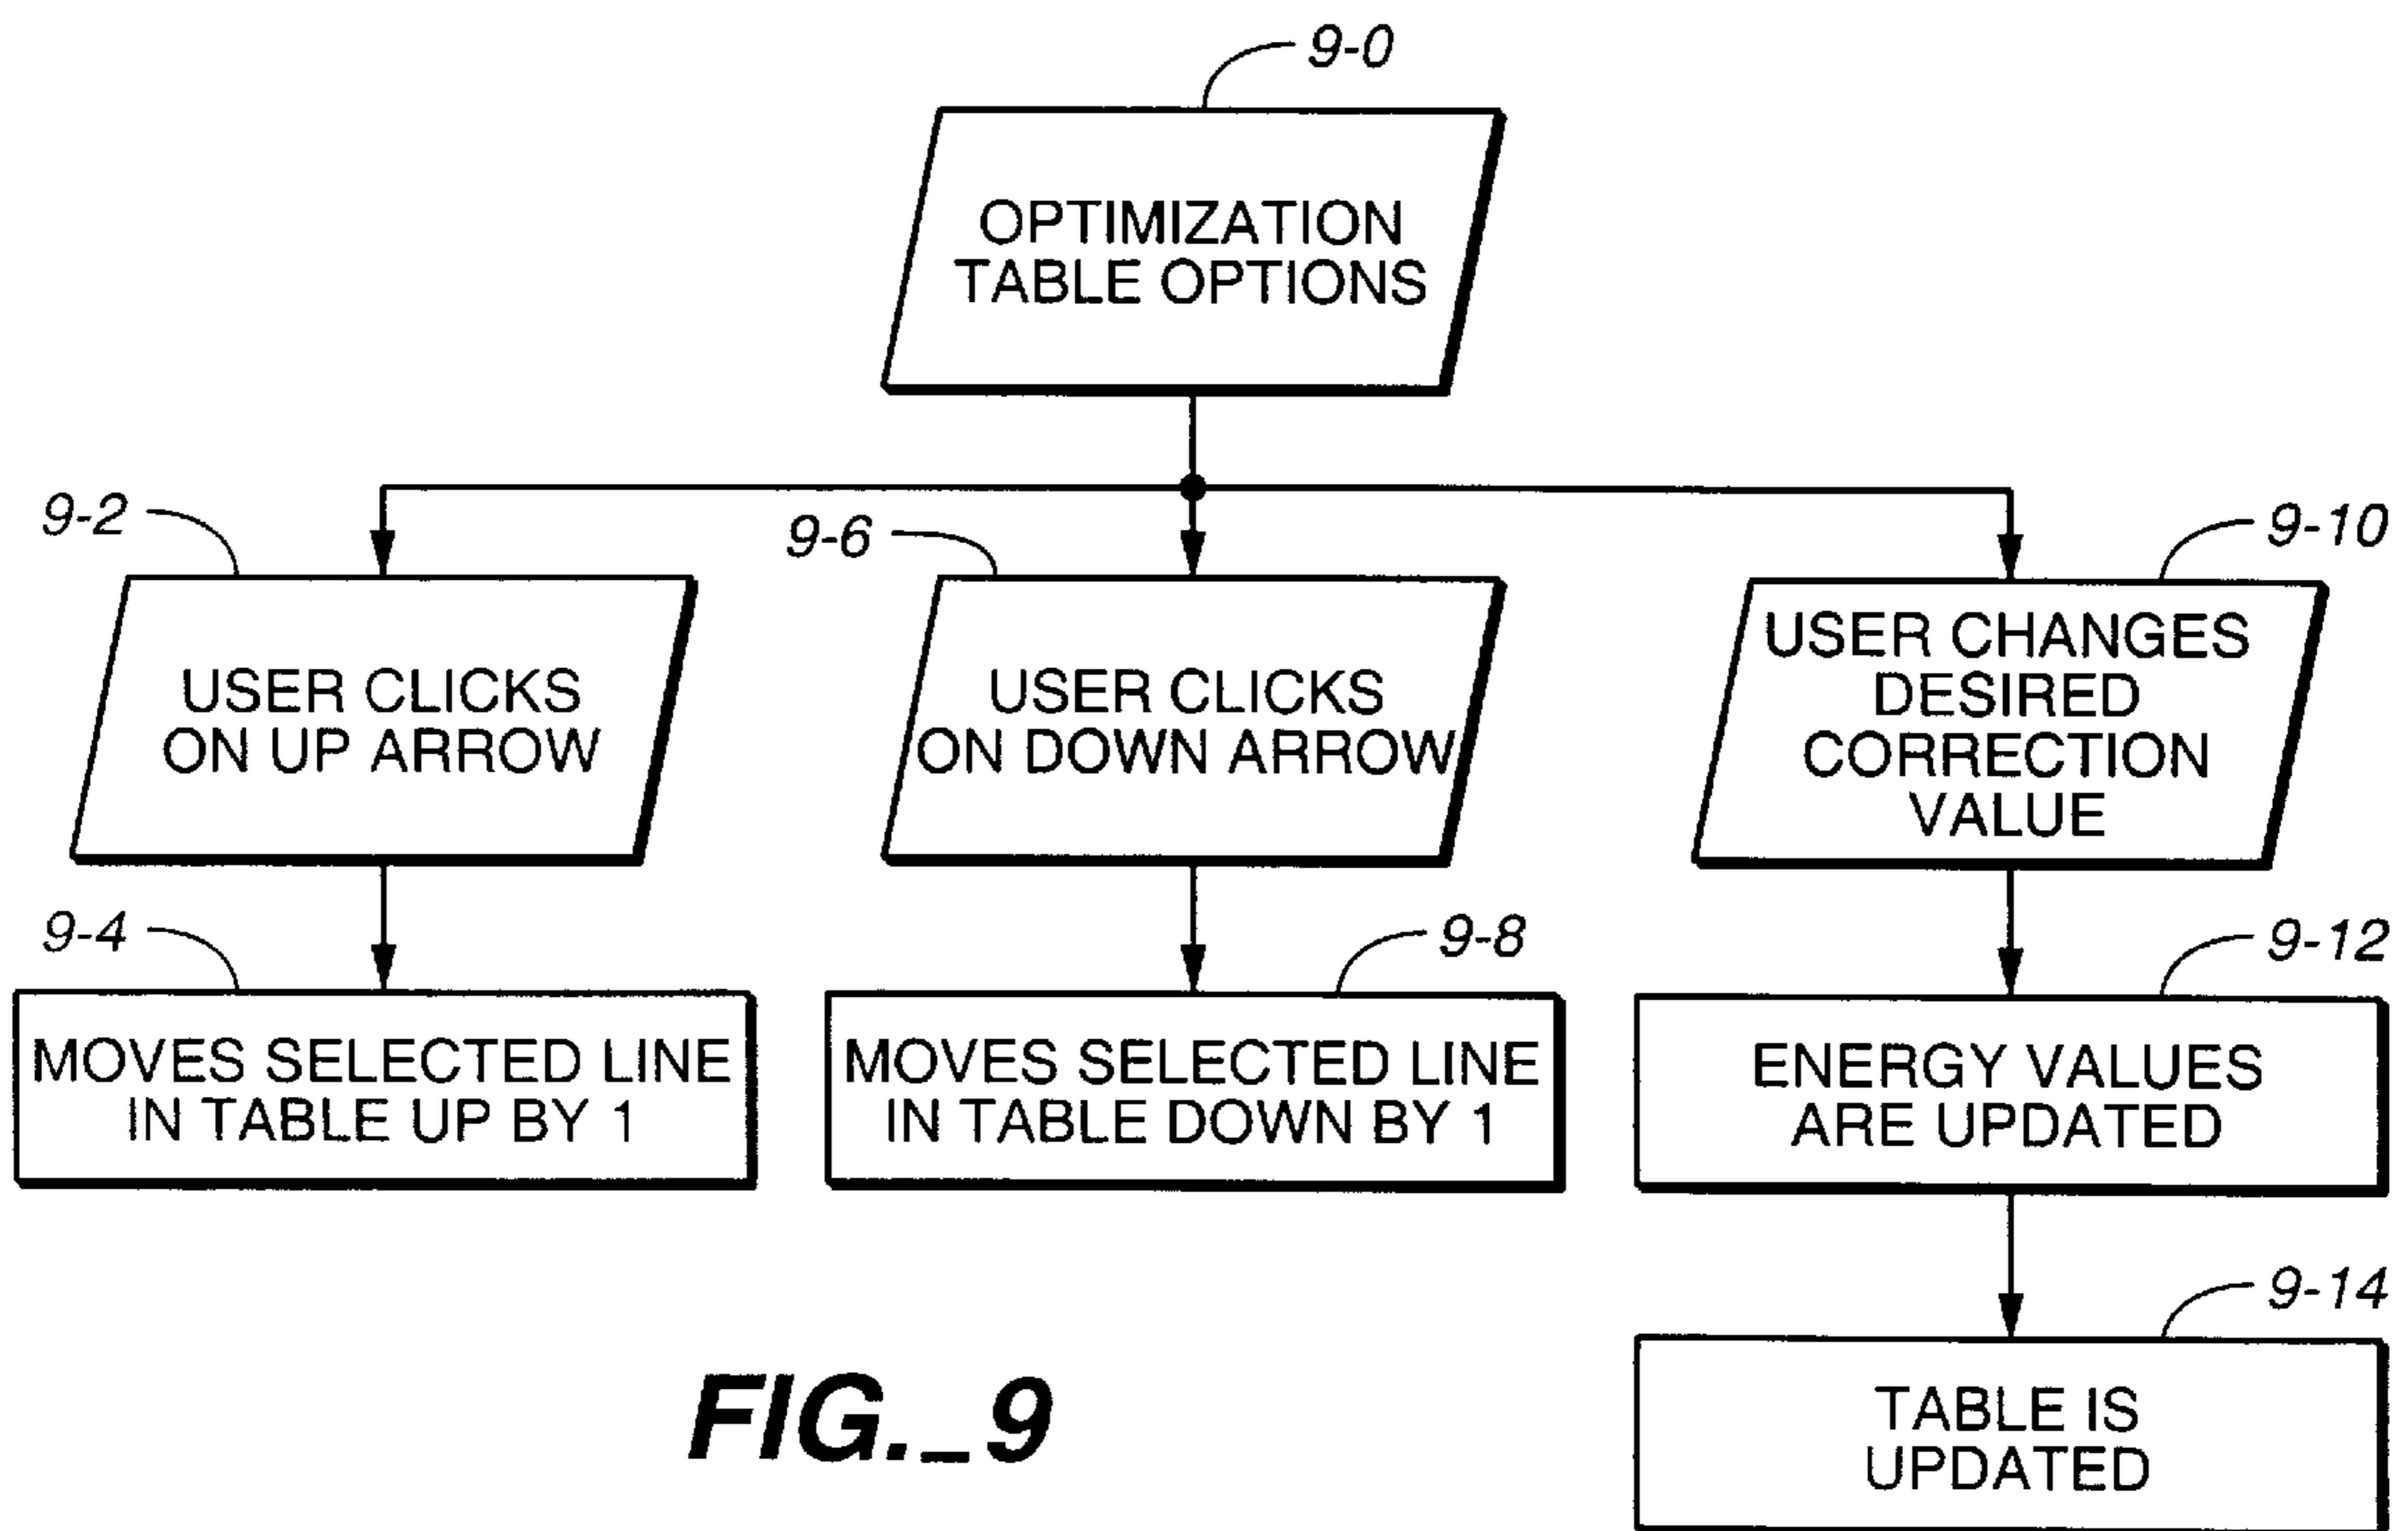 9-0
OPTIMIZATION
TABLE OPTIONS
9-2
USER CLICKS
ON UP ARROW
9-6
USER CLICKS
ON DOWN ARROW
9-10
USER CHANGES
DESIRED
CORRECTION
VALUE
9-4
MOVES SELECTED LINE
IN TABLE UP BY 1
9-8
MOVES SELECTED LINE
IN TABLE DOWN BY 1
9-12
ENERGY VALUES
ARE UPDATED
9-14
TABLE IS
UPDATED
FIG._9